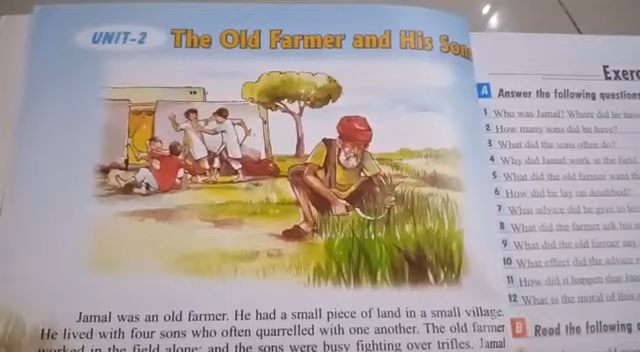 UNIT-2 The Old Farmer and His Sons
Jamal was an old farmer. He had a small piece of land in a small village.
He lived with four sons who often quarrelled with one another. The old farmer
worked in the field alone; and the sons were busy fighting over trifles. Jamal
A Answer the following questions
1 Who was Jamal? Where did he
2 How many sons did he have?
3 What did the sons often do?
4 Why did Jamal work in the field
5 What did the old farmer want
6 How did he lay on deathbed?
7 What advice did he give to
8 What did the farmer ask his
9 What did the old farmer say
10 What effect did the advice
11 How did it happen that
12 What is the moral of this
B Read the following